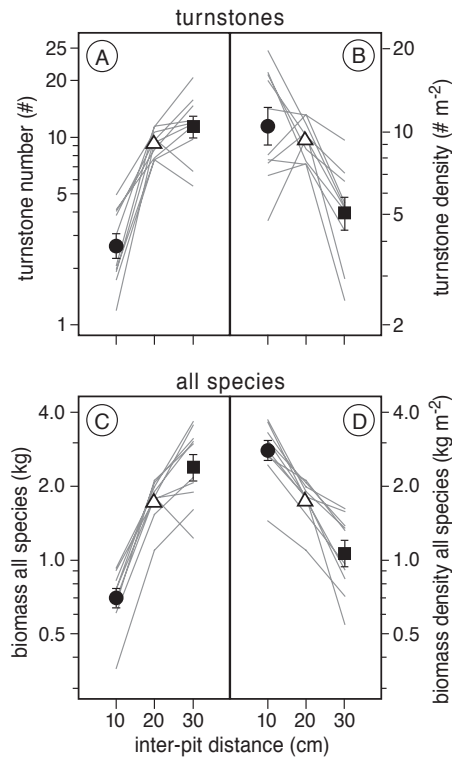 turnstones
A
B
25
20
10
5
1
turnstone number (#)
20
10
5
2
turnstone density (# m-2)
all species
C
D
4.0
2.0
1.0
0.5
biomass all species (kg)
4.0
2.0
1.0
0.5
biomass density all species (kg m-2)
10 20 30 10 20 30
inter-pit distance (cm)